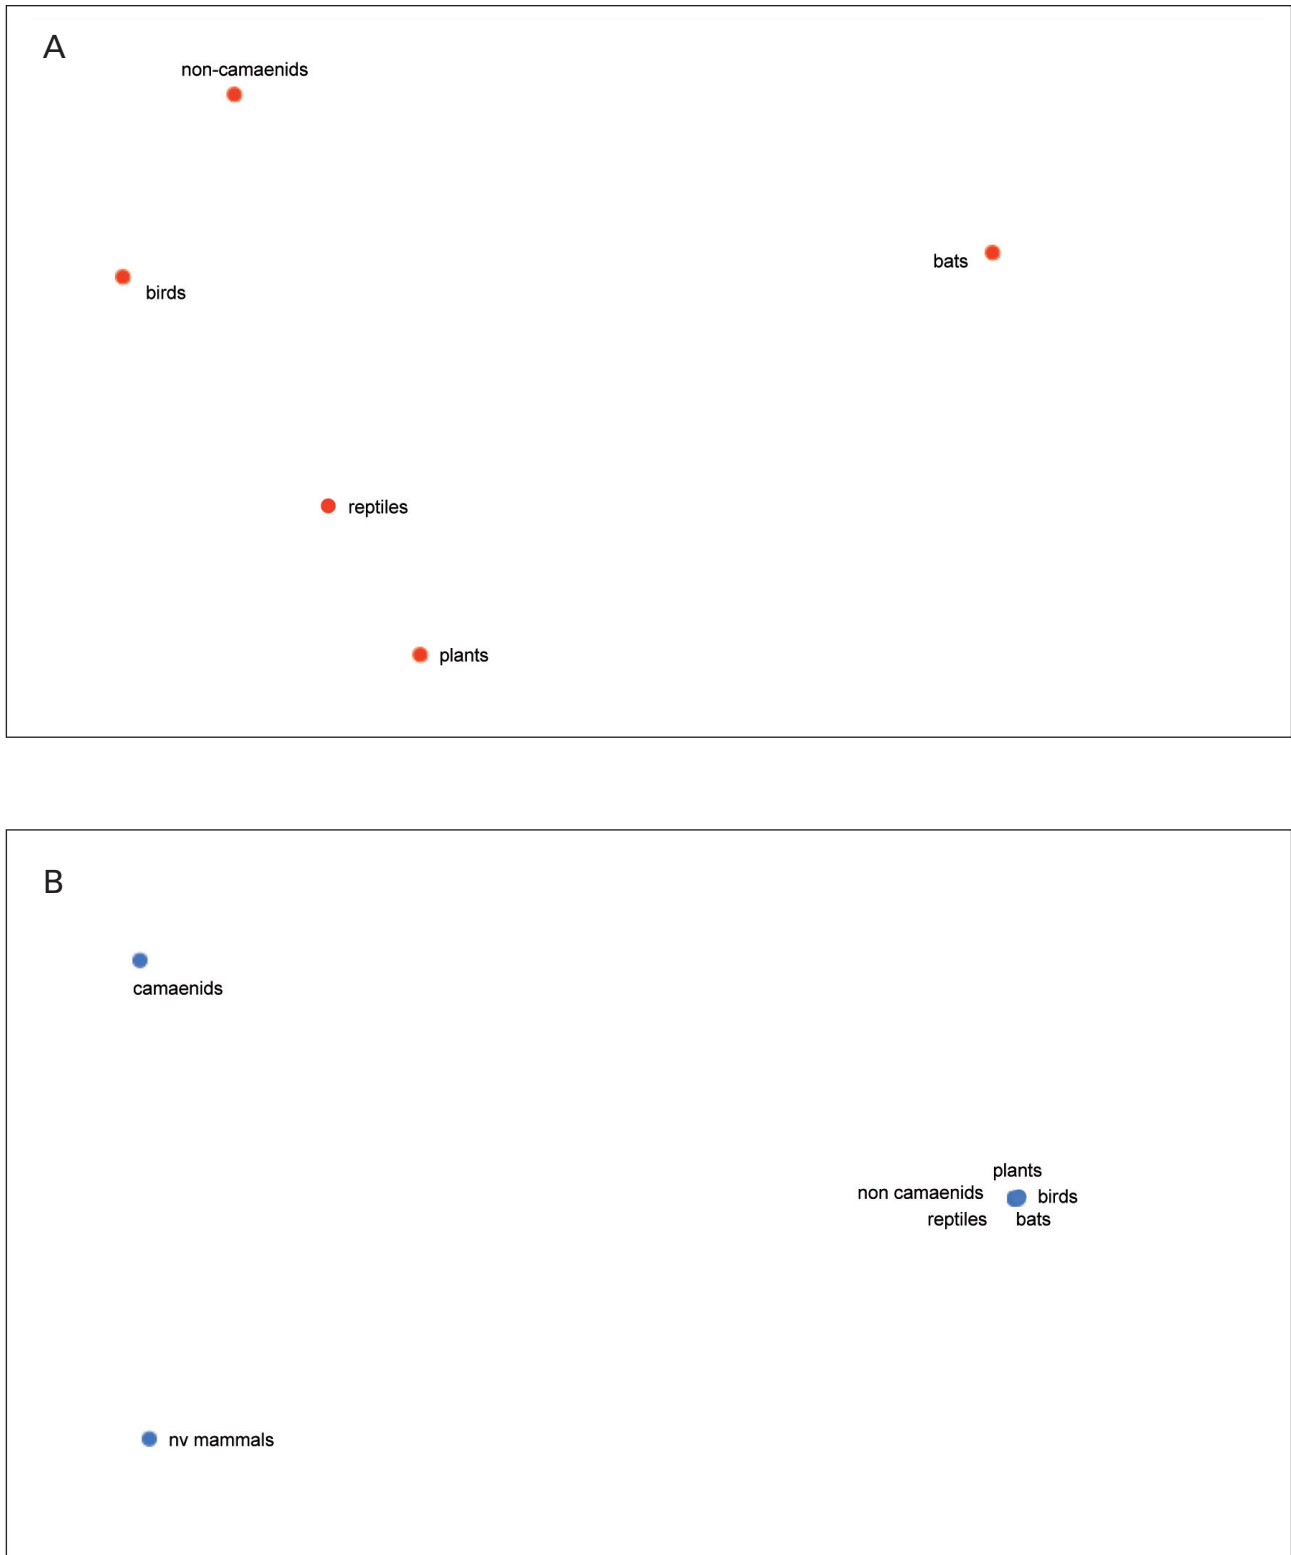 A
non-camaenids
bats
birds
reptiles
plants
B
camaenids
plants
non camaenids
birds
reptiles
bats
nv mammals